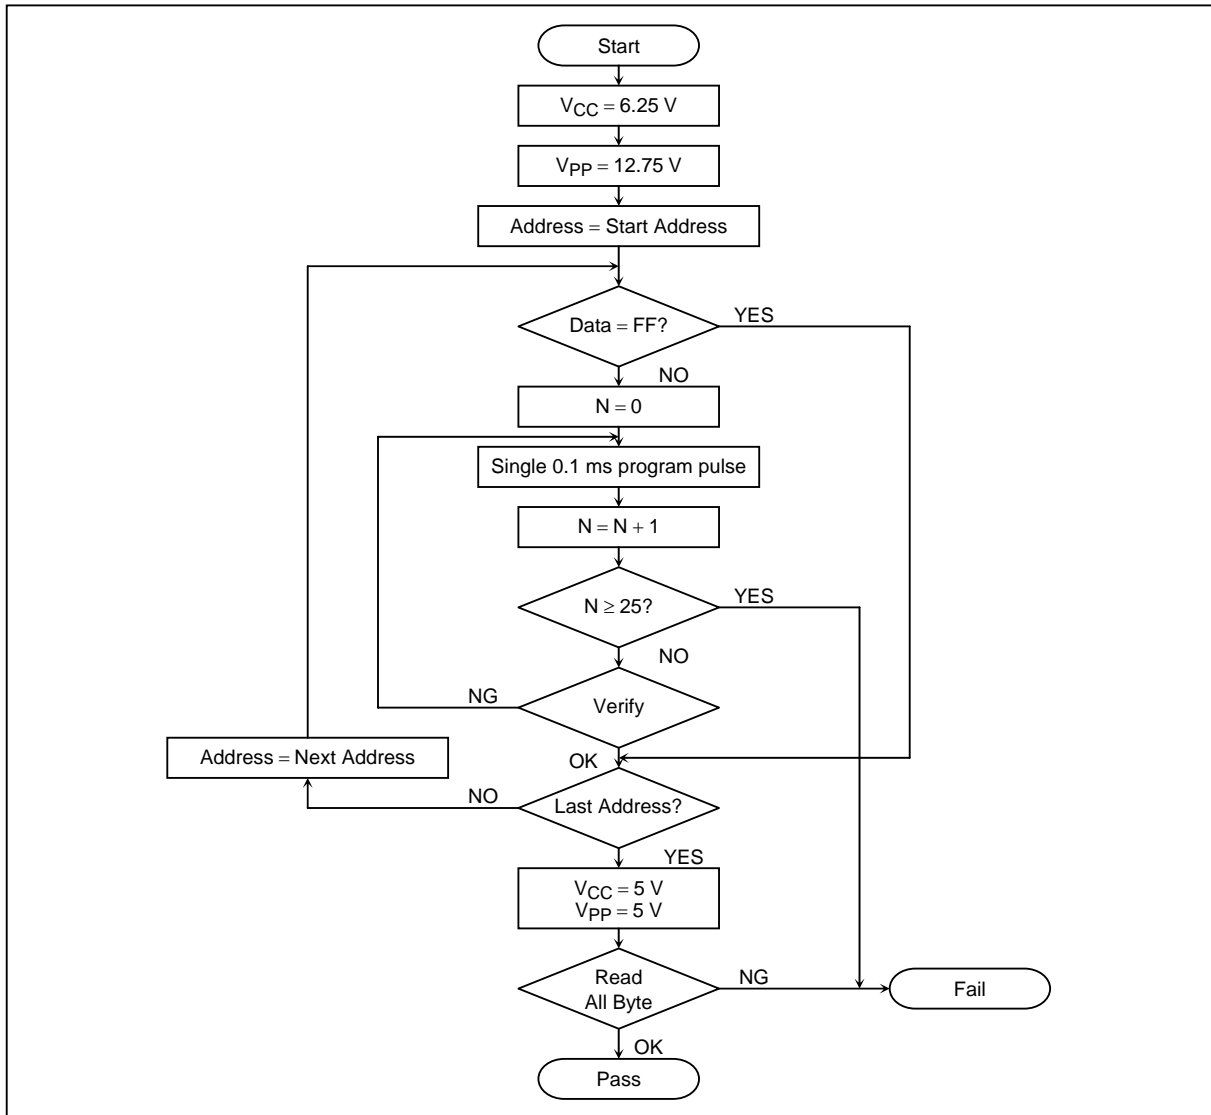 Start
VCC = 6.25 V
VPP = 12.75 V
Address = Start Address
Data = FF?
YES
NO
N = 0
Single 0.1 ms program pulse
N = N + 1
N ≥ 25?
YES
NO
NG
Verify
Address = Next Address
OK
NO
Last Address?
YES
VCC = 5 V
VPP = 5 V
Read
All Byte
NG
Fail
OK
Pass